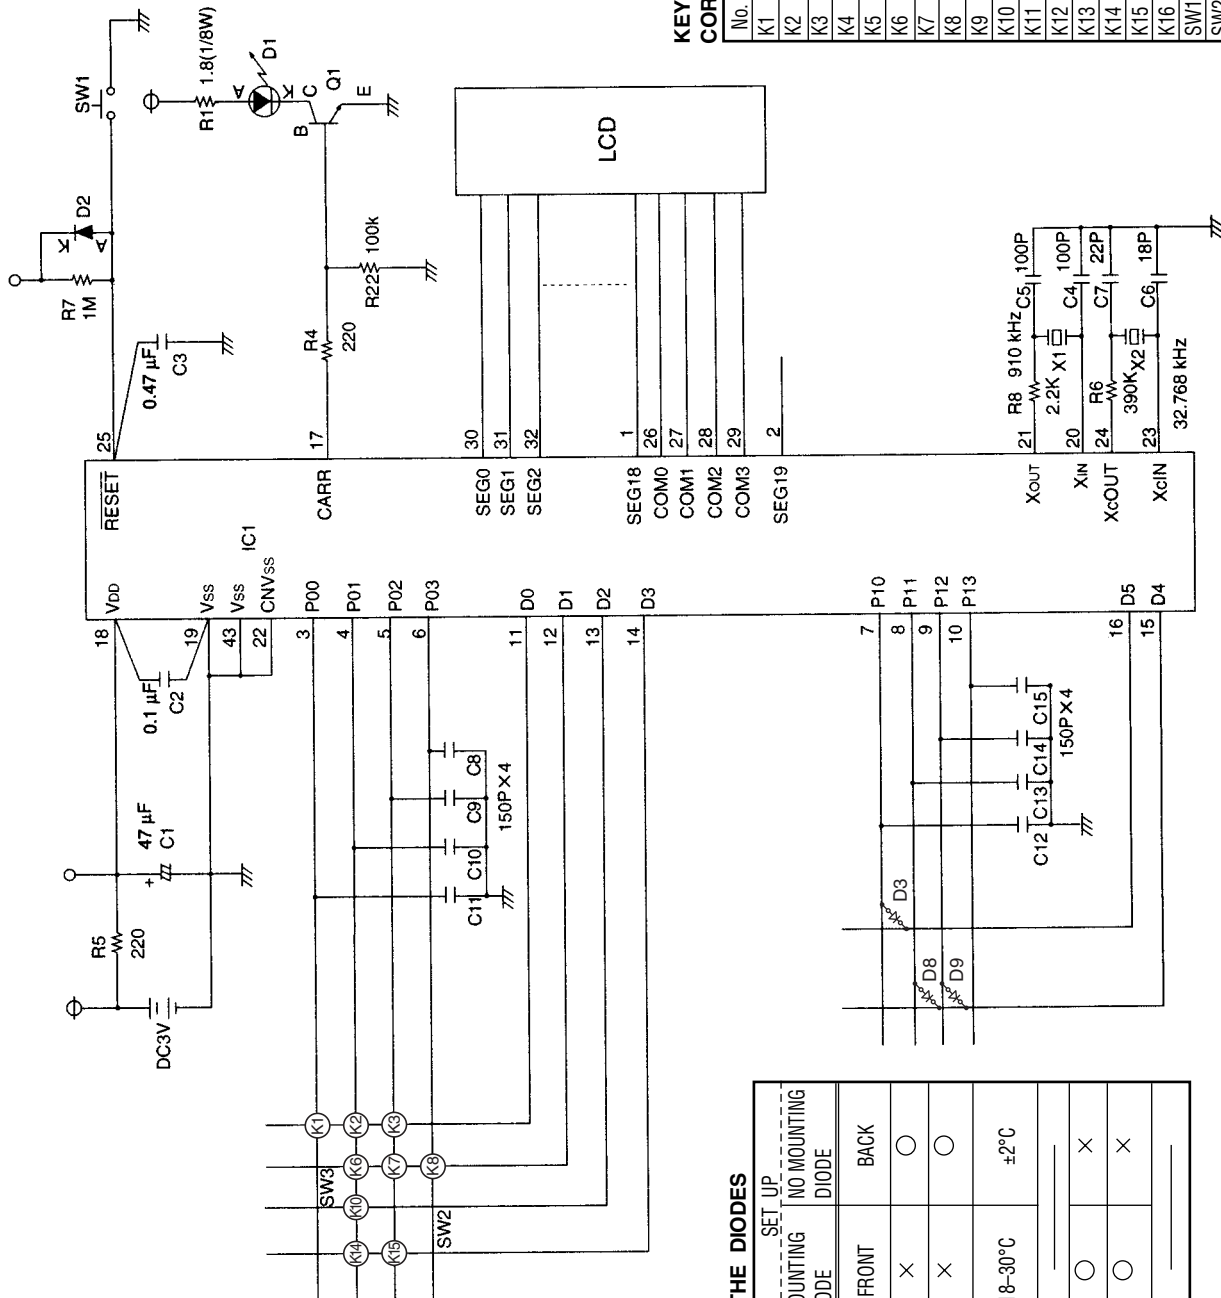 KEY
COR
No.
K1
K2
K3
K4
K5
K6
K7
K8
K9
K10
K11
K12
K13
K14
K15
K16
SW1
SW2
SW1
R1 1.8(1/8W)
A
D1
K
C
Q1
B
E
D2
K
A
R7
1M
0.47 µF
C3
R4
220
R22 100k
LCD
R8
2.2K
910 kHz
X1
C5 100P
C4 100P
R6
390K
X2
32.768 kHz
C7 22P
C6 18P
25
17
30
31
32
1
26
27
28
29
2
21
20
24
23
RESET
CARR
SEG0
SEG1
SEG2
SEG18
COM0
COM1
COM2
COM3
SEG19
XOUT
XIN
XcOUT
XcIN
IC1
VDD
VSS
VSS
CNVSS
P00
P01
P02
P03
D0
D1
D2
D3
P10
P11
P12
P13
D5
D4
18
19
43
22
3
4
5
6
11
12
13
14
7
8
9
10
16
15
0.1 µF
C2
47 µF
+
C1
R5
220
DC3V
C8
C9
C10
C11
150P×4
C15
C14
C13
C12
150P×4
D3
D8
D9
K1
K2
K3
K6
K7
K8
K10
K14
K15
SW3
SW2
THE DIODES
SET UP
OUNTING
ODE
NO MOUNTING
DIODE
FRONT
BACK
× ○
× ○
18–30°C
±2°C
○ ×
○ ×